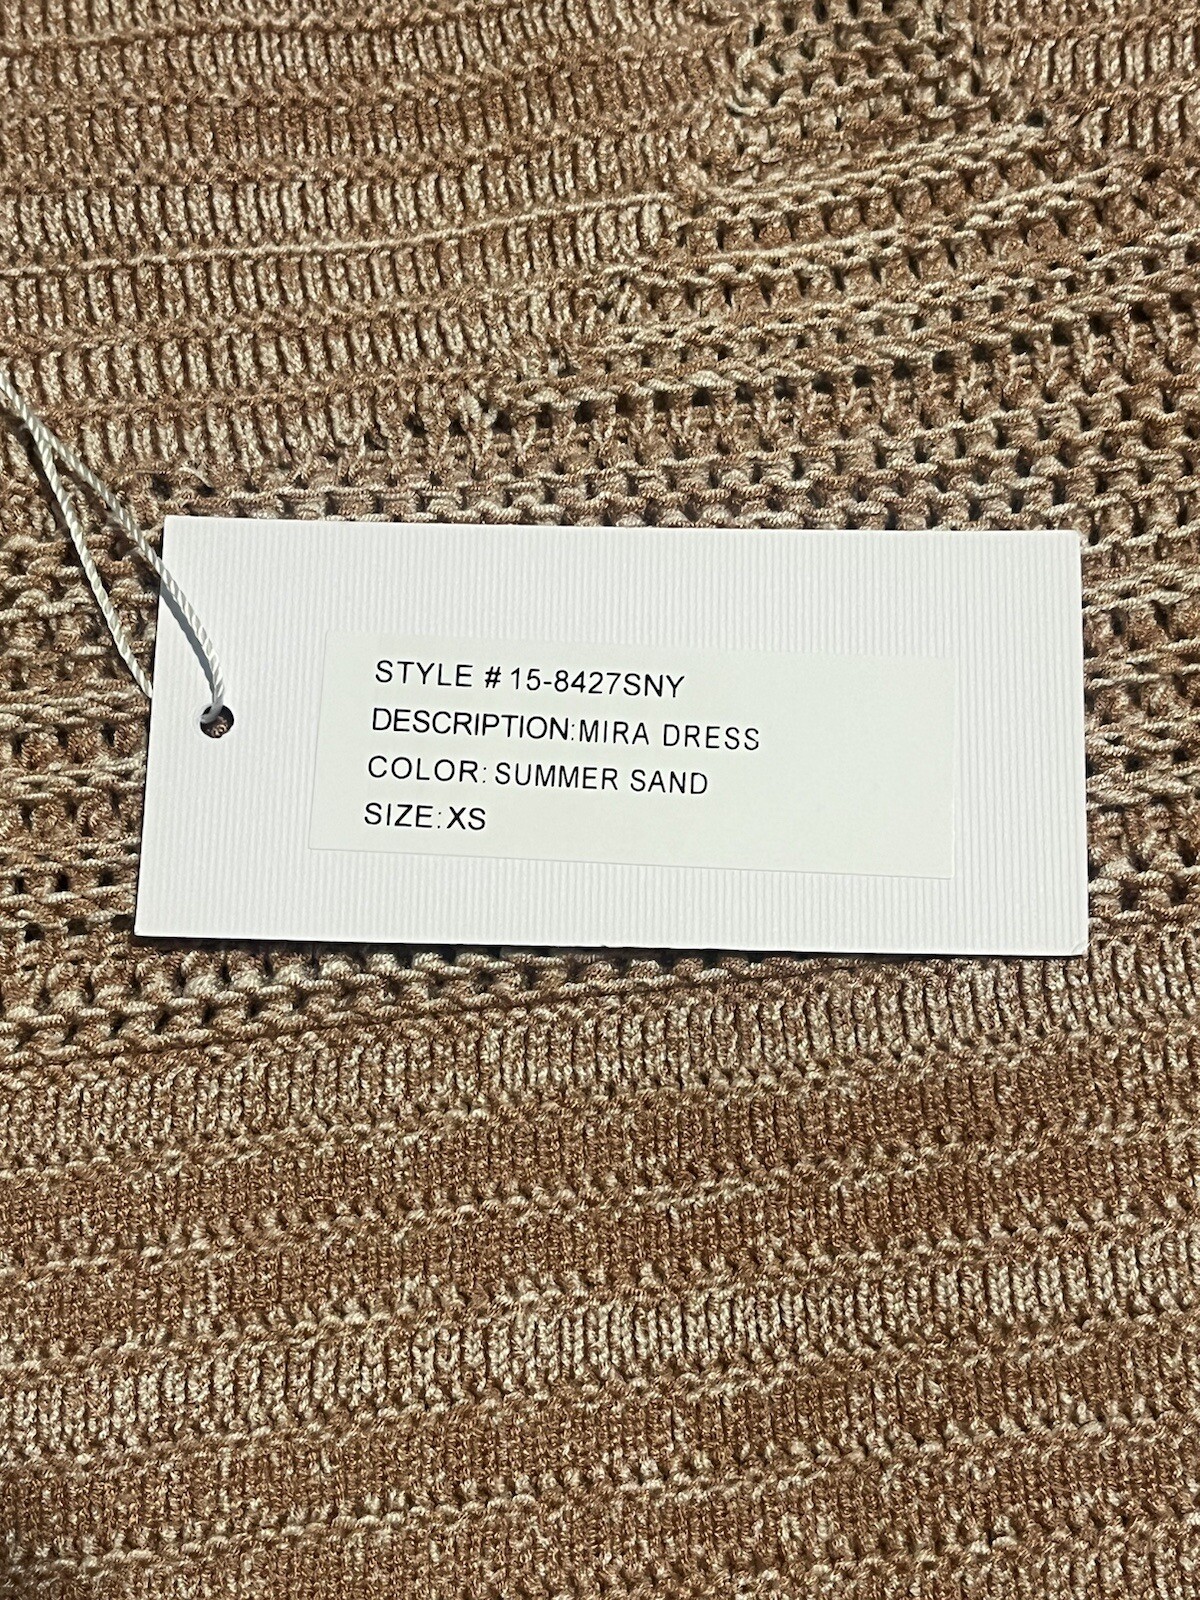 STYLE # 15-8427SNY
DESCRIPTION:MIRA DRESS
COLOR: SUMMER SAND
SIZE:XS